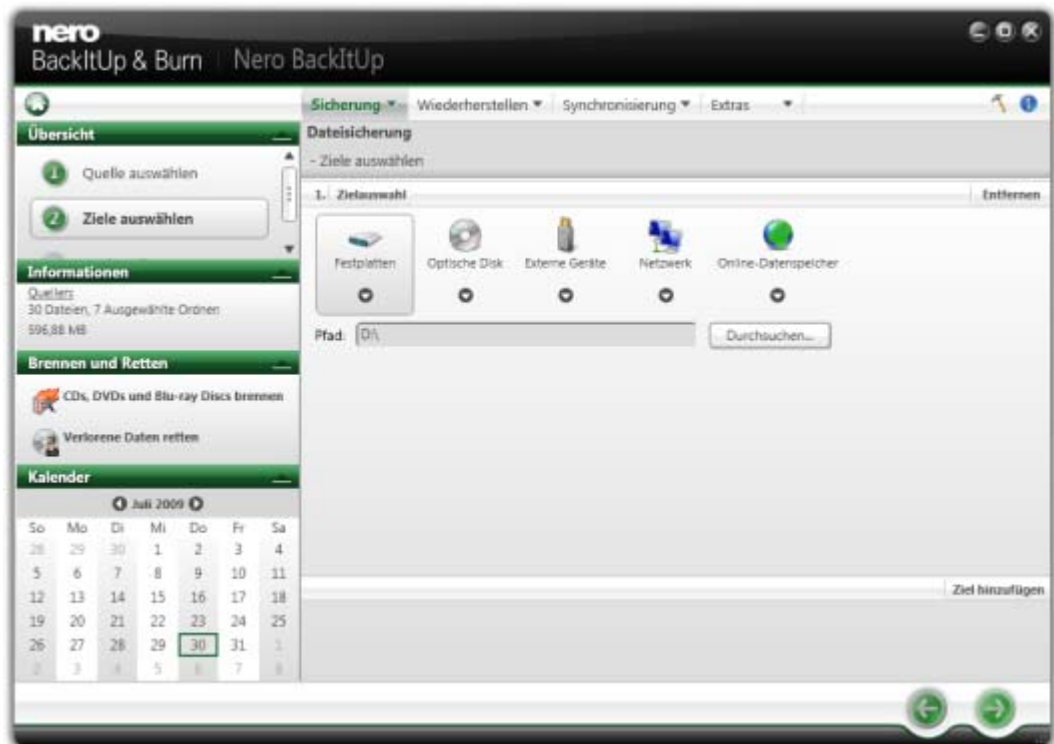 nero
BackItUp & Burn | Nero BackItUp
Sicherung Wiederherstellen Synchronisierung Extras
Übersicht
1 Quelle auswählen
2 Ziele auswählen
Informationen
Quellers
30 Dateien, 7 Ausgewählte Ordner
596,88 MB
Brennen und Retten
CDs, DVDs und Blu-ray Discs brennen
Verlorene Daten retten
Kalender
Juli 2009
So Mo Di Mi Do Fr Sa
28 29 30 1 2 3 4
5 6 7 8 9 10 11
12 13 14 15 16 17 18
19 20 21 22 23 24 25
26 27 28 29 30 31 1
2 3 4 5 6 7 8
Dateisicherung
- Ziele auswählen
1. Zielauswahl Entfernen
Festplatten Optische Disk Externe Geräte Netzwerk Online-Datenspeicher
Pfad: D:\ Durchsuchen...
Ziel hinzufügen